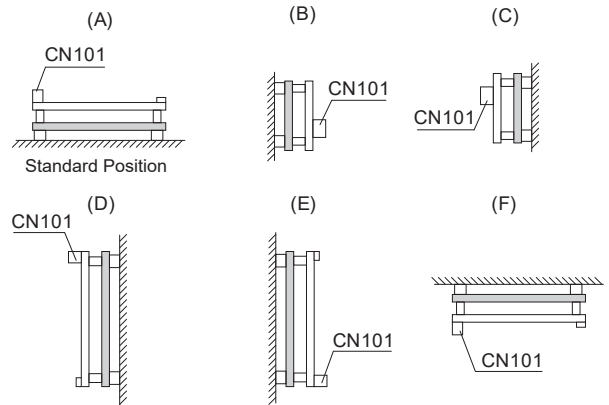 (A)
CN101
Standard Position
(B)
CN101
(C)
CN101
(D)
CN101
(E)
CN101
(F)
CN101